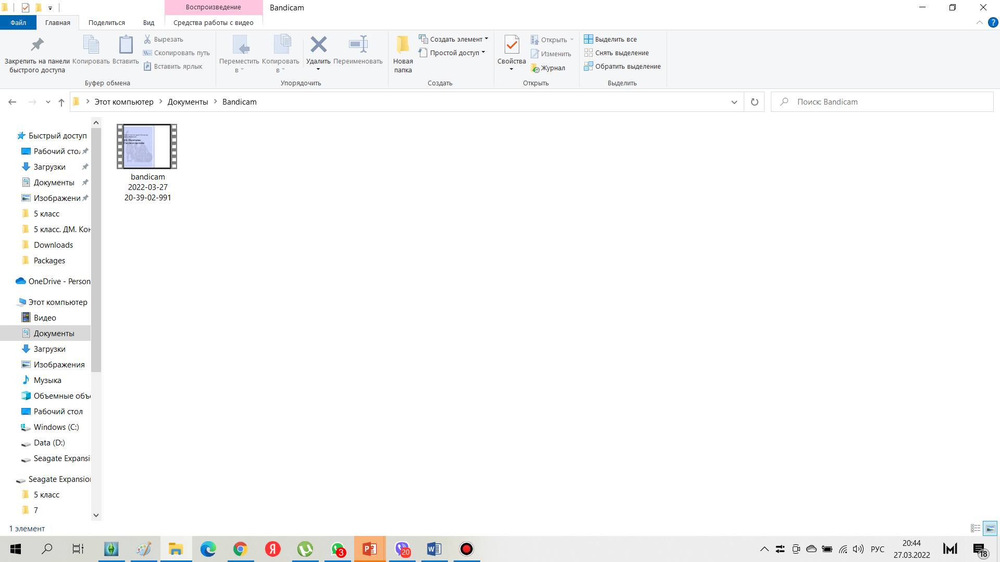 Воспроизведение
Bandicam
Файл
Главная
Поделиться
Вид
Средства работы с видео
Закрепить на панели
быстрого доступа
Копировать
Вставить
Вырезать
Скопировать путь
Вставить ярлык
Буфер обмена
Переместить
в
Копировать
в
Удалить
Переименовать
Упорядочить
Новая
папка
Создать элемент
Простой доступ
Создать
Свойства
Открыть
Изменить
Журнал
Открыть
Выделить все
Снять выделение
Обратить выделение
Выделить
Этот компьютер
Документы
Bandicam
Поиск: Bandicam
Быстрый доступ
Рабочий стол
Загрузки
Документы
Изображени
5 класс
5 класс. ДМ. Кон
Downloads
Packages
OneDrive - Person
Этот компьютер
Видео
Документы
Загрузки
Изображения
Музыка
Объемные объе
Рабочий стол
Windows (C:)
Data (D:)
Seagate Expansi
Seagate Expansion
5 класс
7
bandicam
2022-03-27
20-39-02-991
1 элемент
3
20
РУС
20:44
27.03.2022
18